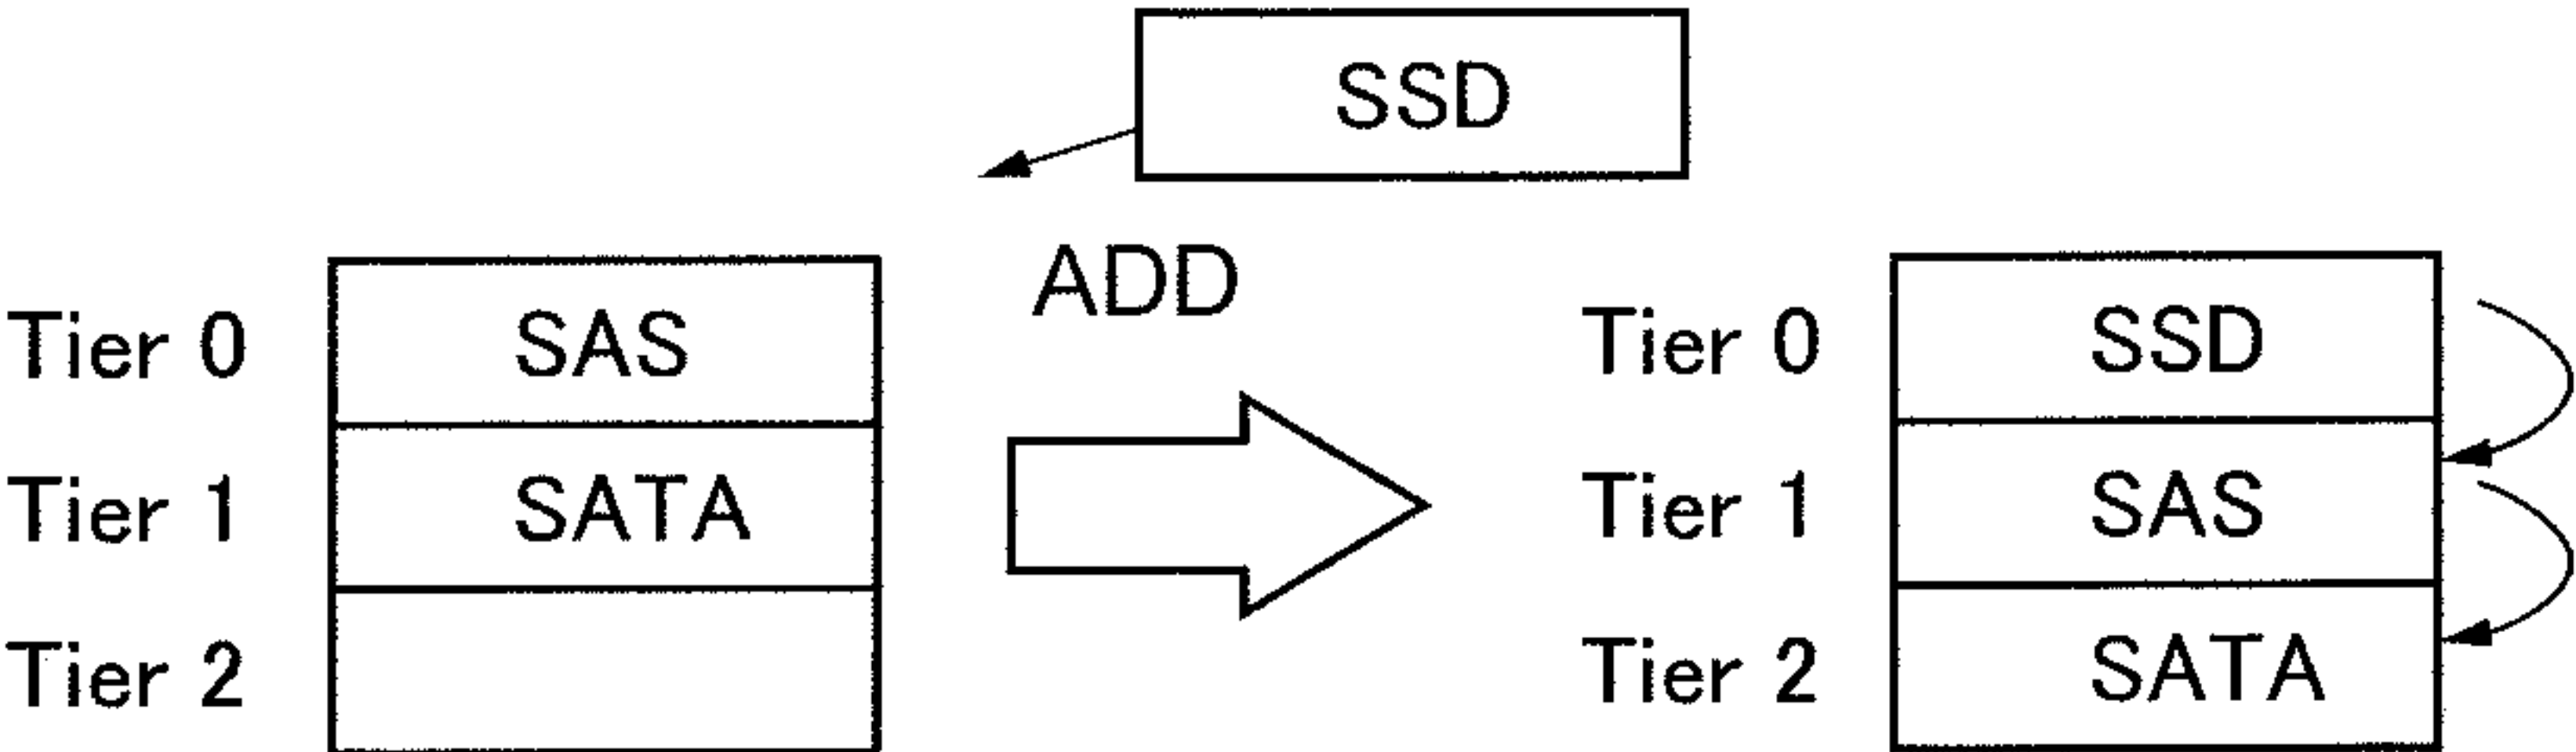 SSD
ADD
Tier 0 SAS
Tier 1 SATA
Tier 2
Tier 0 SSD
Tier 1 SAS
Tier 2 SATA